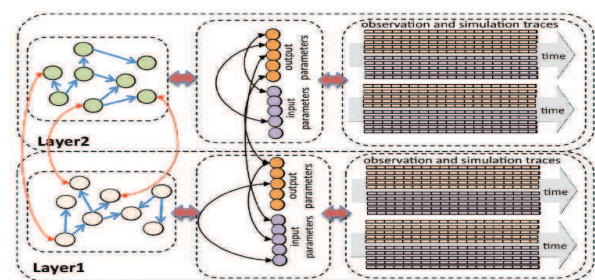 observation and simulation traces
output
parameters
input
parameters
time
time
Layer2
observation and simulation traces
output
parameters
input
parameters
time
time
Layer1